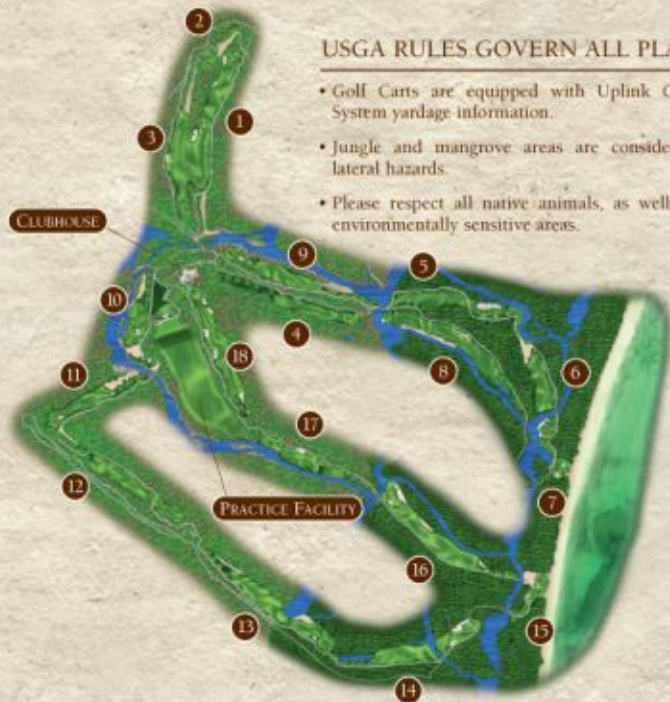 2
USGA RULES GOVERN ALL PLA
• Golf Carts are equipped with Uplink G
System yardage information.
• Jungle and mangrove areas are conside
lateral hazards.
• Please respect all native animals, as well
environmentally sensitive areas.
1
3
CLUBHOUSE
9
5
10
4
18
8
6
11
17
12
PRACTICE FACILITY
7
16
13
15
14